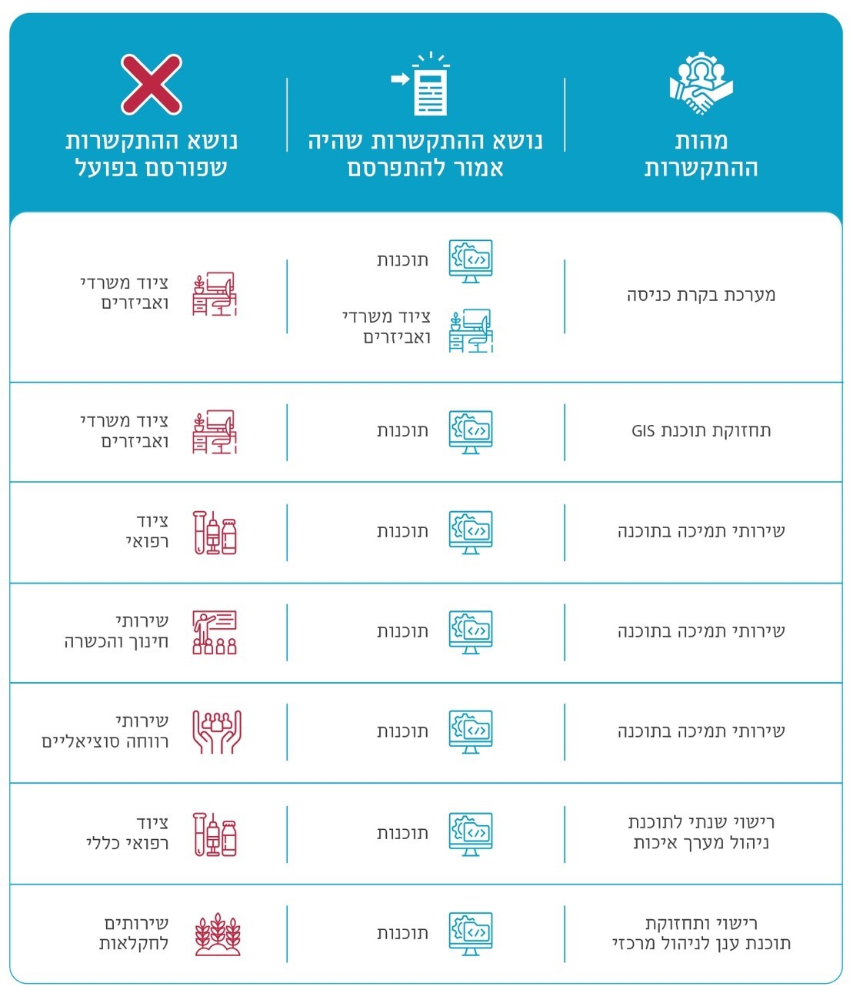 מהות
ההתקשרות
נושא ההתקשרות שהיה
אמור להתפרסם
נושא ההתקשרות
שפורסם בפועל
מערכת בקרת כניסה
תוכנות
ציוד משרדי
ואביזרים
ציוד משרדי
ואביזרים
תחזוקת תוכנת GIS
תוכנות
ציוד משרדי
ואביזרים
שירותי תמיכה בתוכנה
תוכנות
ציוד
רפואי
שירותי תמיכה בתוכנה
תוכנות
שירותי
חינוך והכשרה
שירותי תמיכה בתוכנה
תוכנות
שירותי
רווחה סוציאליים
רישוי שנתי לתוכנת
ניהול מערך איכות
תוכנות
ציוד
רפואי כללי
רישוי ותחזוקת
תוכנת ענן לניהול מרכזי
תוכנות
שירותים
לחקלאות